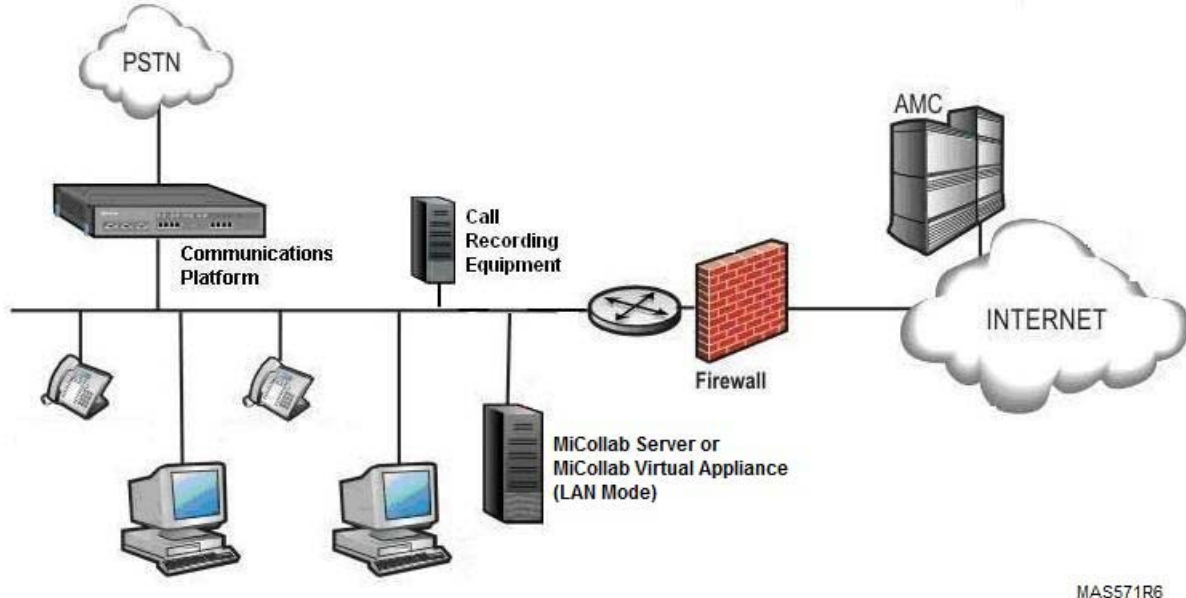 PSTN
AMC
Call
Recording
Equipment
Communications
Platform
INTERNET
Firewall
MiCollab Server or
MiCollab Virtual Appliance
(LAN Mode)
MAS571R6